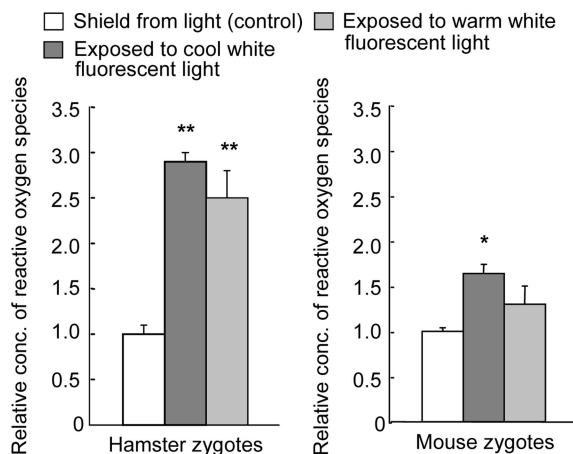 Shield from light (control)
Exposed to cool white
fluorescent light
Exposed to warm white
fluorescent light
Relative conc. of reactive oxygen species
3.5
3.0
2.5
2.0
1.5
1.0
0.5
0
**
**
Hamster zygotes
Relative conc. of reactive oxygen species
3.5
3.0
2.5
2.0
1.5
1.0
0.5
0
*
Mouse zygotes